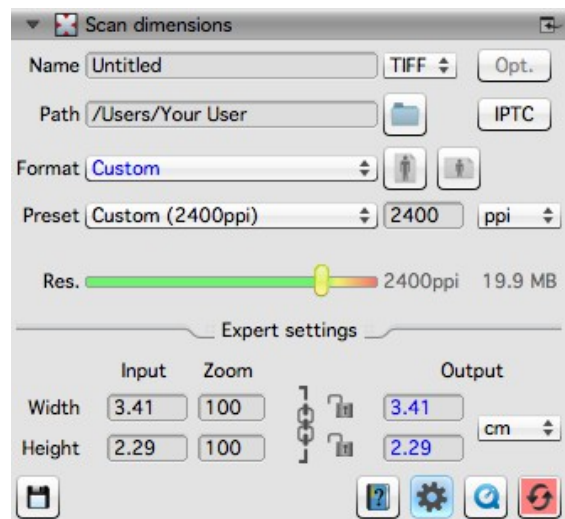 Scan dimensions
Name Untitled TIFF Opt.
Path /Users/Your User IPTC
Format Custom
Preset Custom (2400ppi) 2400 ppi
Res. 2400ppi 19.9 MB
Expert settings
Input Zoom Output
Width 3.41 100 3.41
cm
Height 2.29 100 2.29